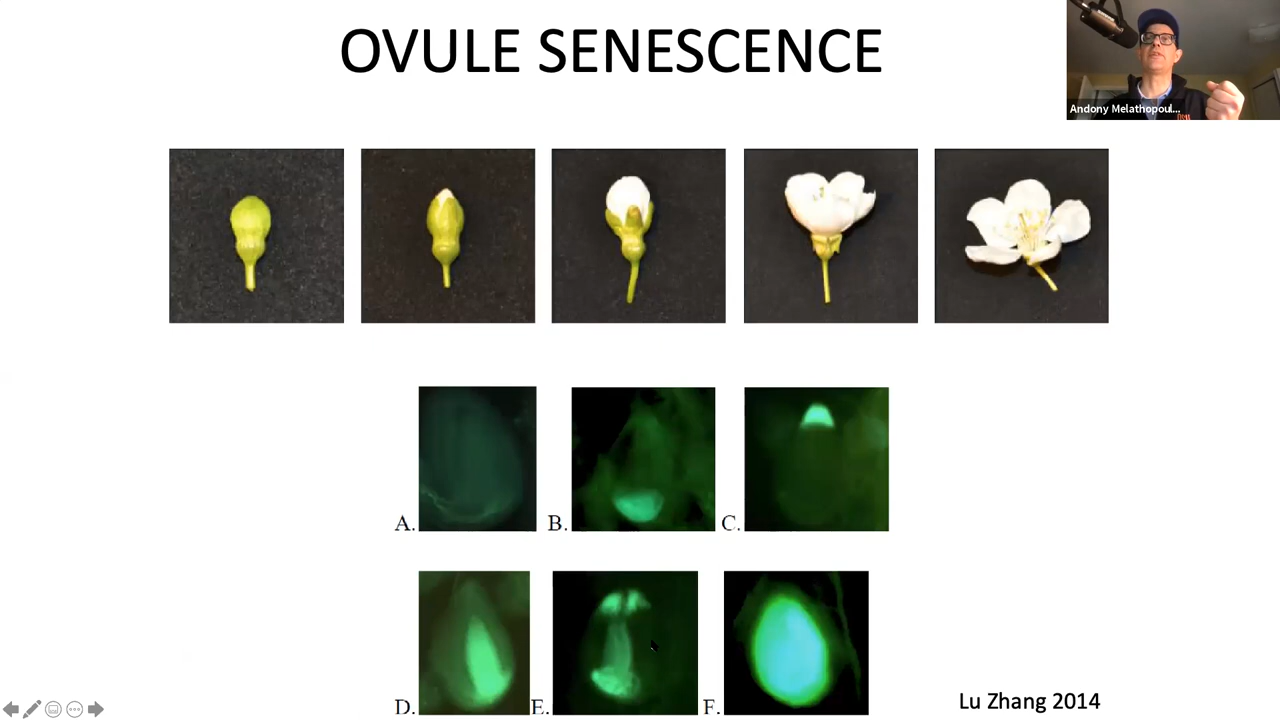 OVULE SENESCENCE
Andony Melathopoul...
A.
B.
C.
D.
E.
F.
Lu Zhang 2014